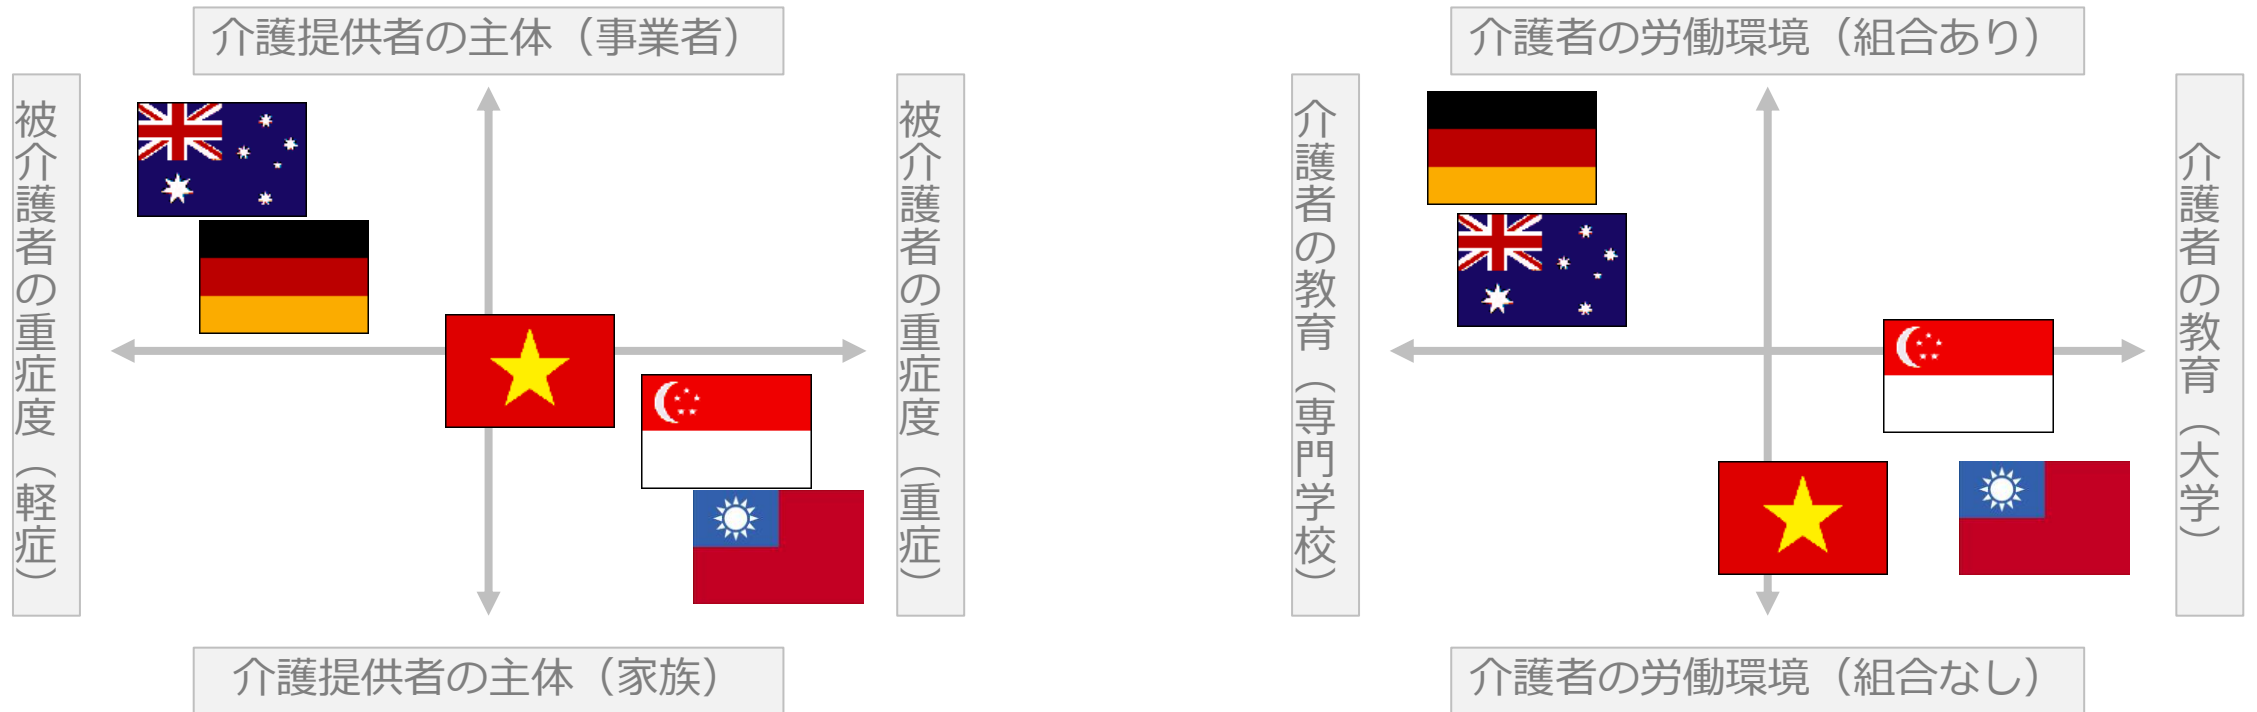 介護提供者の主体（事業者）
被介護者の重症度（軽症）
被介護者の重症度（重症）
介護提供者の主体（家族）
介護者の労働環境（組合あり）
介護者の教育（専門学校）
介護者の教育（大学）
介護者の労働環境（組合なし）